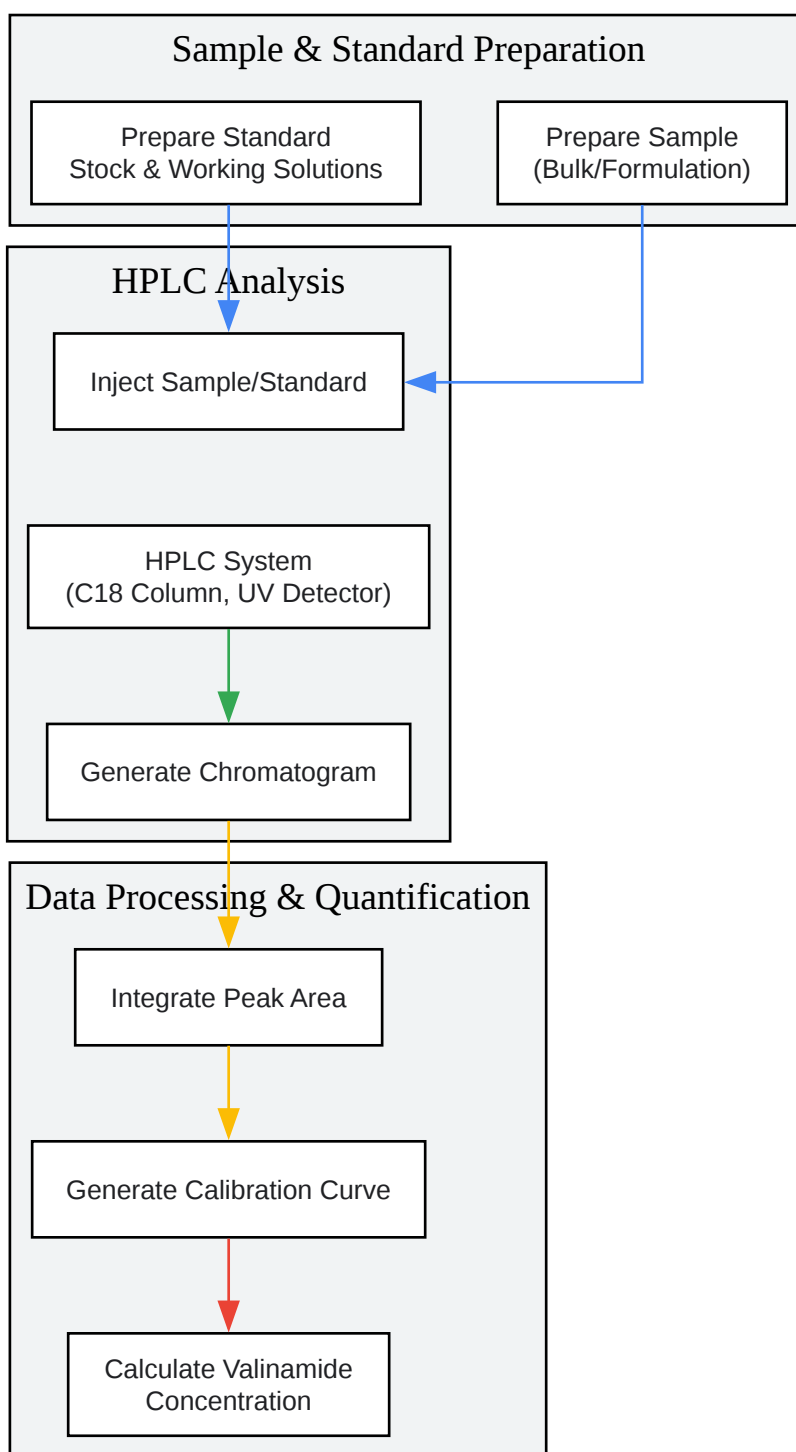 Sample & Standard Preparation
Prepare Standard
Stock & Working Solutions
Prepare Sample
(Bulk/Formulation)
HPLC Analysis
Inject Sample/Standard
HPLC System
(C18 Column, UV Detector)
Generate Chromatogram
Data Processing & Quantification
Integrate Peak Area
Generate Calibration Curve
Calculate Valinamide
Concentration